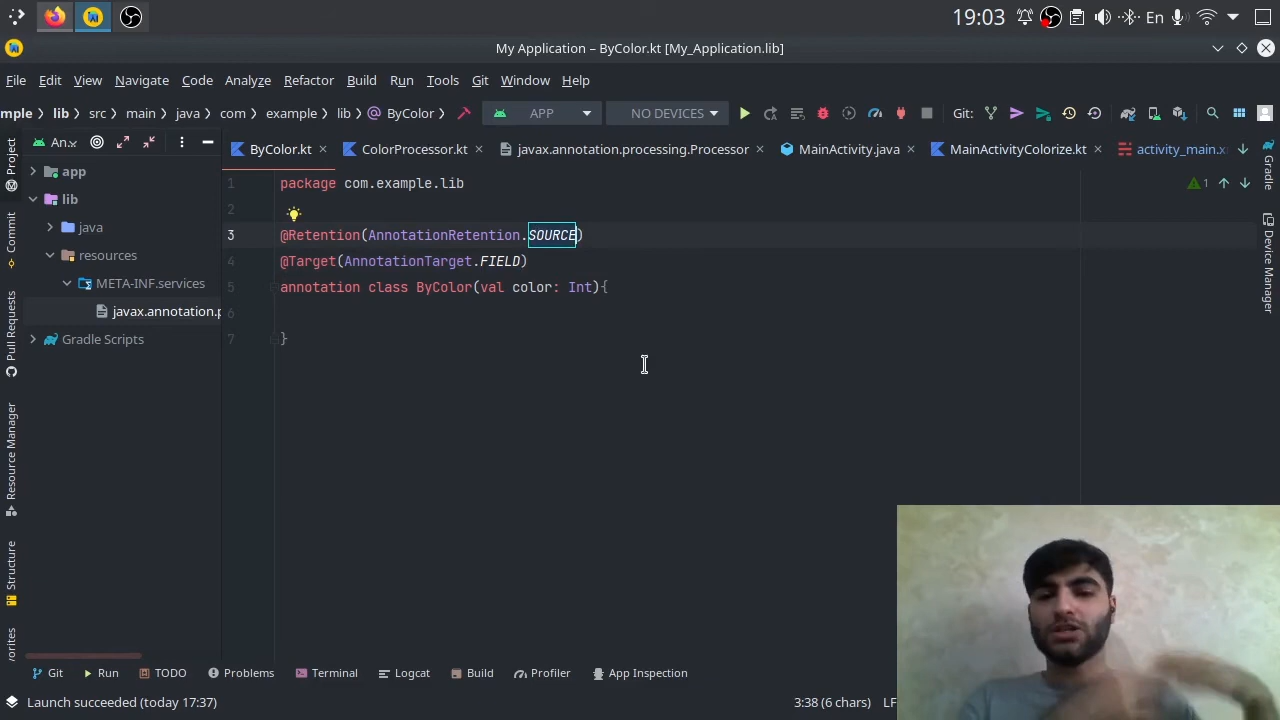 19:03
En
My Application – ByColor.kt [My_Application.lib]
File Edit View Navigate Code Analyze Refactor Build Run Tools Git Window Help
mple lib src main java com example lib ByColor APP NO DEVICES Git:
Project
An...
ByColor.kt ColorProcessor.kt javax.annotation.processing.Processor MainActivity.java MainActivityColorize.kt activity_main.x
Gradle
app
lib
java
resources
META-INF.services
javax.annotation.p
Gradle Scripts
1 package com.example.lib
1
2
3 @Retention(AnnotationRetention.SOURCE)
4 @Target(AnnotationTarget.FIELD)
5 annotation class ByColor(val color: Int){
6
7 }
Commit
Pull Requests
Resource Manager
Structure
vorites
Device Manager
Git Run TODO Problems Terminal Logcat Build Profiler App Inspection
Launch succeeded (today 17:37) 3:38 (6 chars) LF